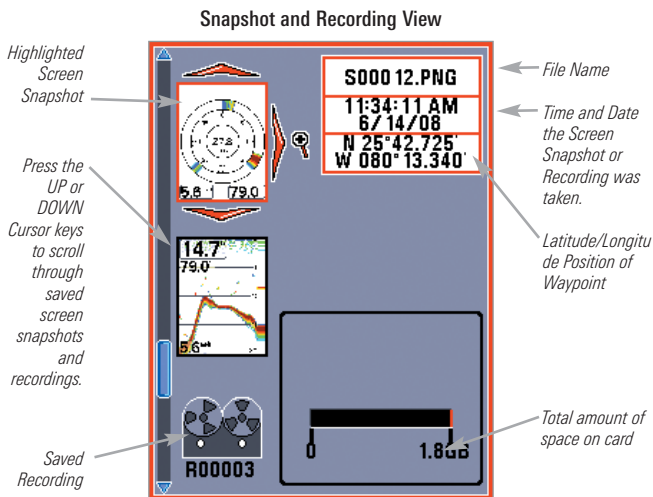 Snapshot and Recording View
Highlighted
Screen
Snapshot
Press the
UP or
DOWN
Cursor keys
to scroll
through
saved
screen
snapshots
and
recordings.
Saved
Recording
27.8
5.8
79.0
14.7
79.0
5.6
R00003
S00012.PNG
11:34:11 AM
6/14/08
N 25°42.725'
W 080°13.340'
0
1.8GB
File Name
Time and Date
the Screen
Snapshot or
Recording was
taken.
Latitude/Longitu
de Position of
Waypoint
Total amount of
space on card